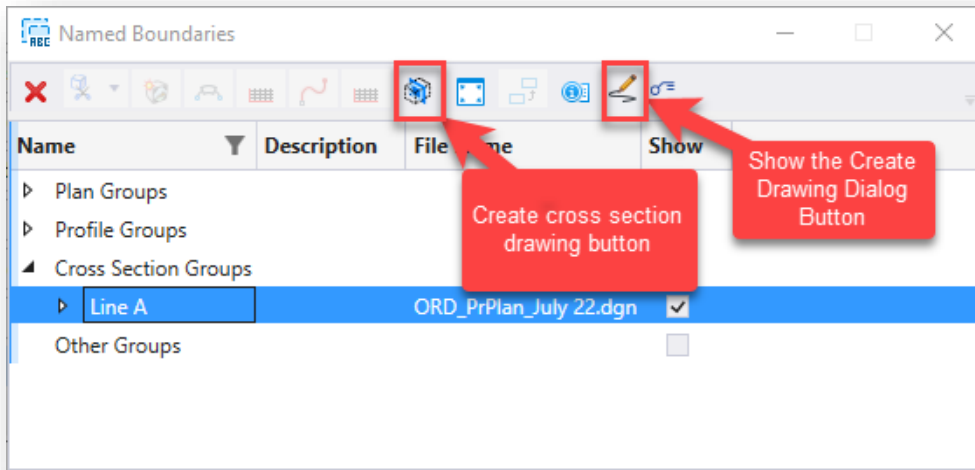 ABC Named Boundaries
Name Description File Name Show
Plan Groups
Profile Groups
Cross Section Groups
Line A ORD_PrPlan_July 22.dgn
Other Groups
Create cross section
drawing button
Show the Create
Drawing Dialog
Button